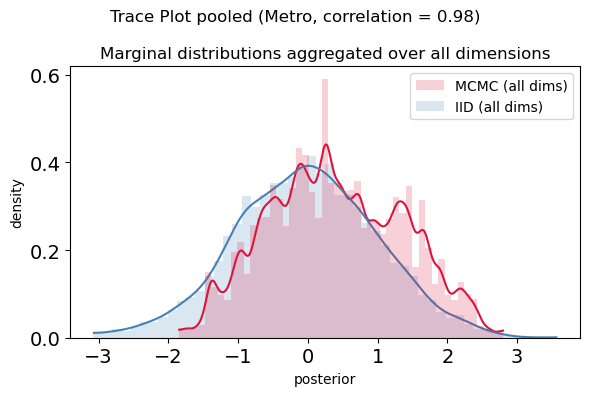 Trace Plot pooled (Metro, correlation = 0.98)
Marginal distributions aggregated over all dimensions
MCMC (all dims)
IID (all dims)
density
0.6
0.4
0.2
0.0
−3 −2 −1 0 1 2 3
posterior